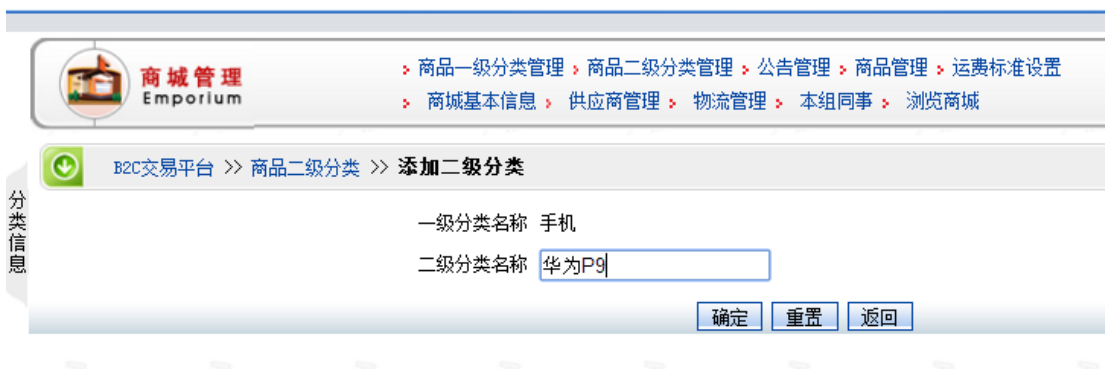 商城管理
Emporium
商品一级分类管理 商品二级分类管理 公告管理 商品管理 运费标准设置
商城基本信息 供应商管理 物流管理 本组同事 浏览商城
B2C交易平台 >> 商品二级分类 >> 添加二级分类
分类信息
一级分类名称 手机
二级分类名称 华为P9
确定 重置 返回